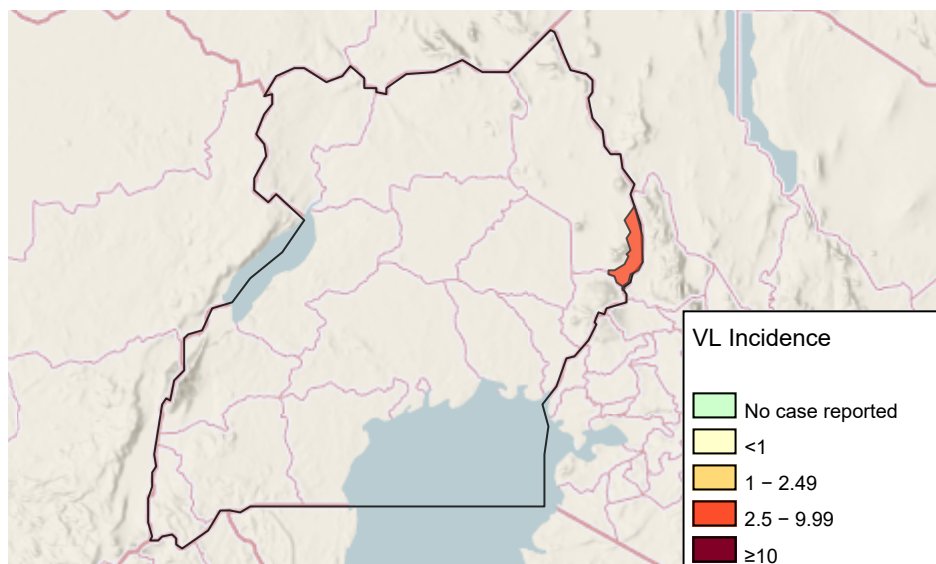 VL Incidence
No case reported
<1
1 − 2.49
2.5 − 9.99
≥10